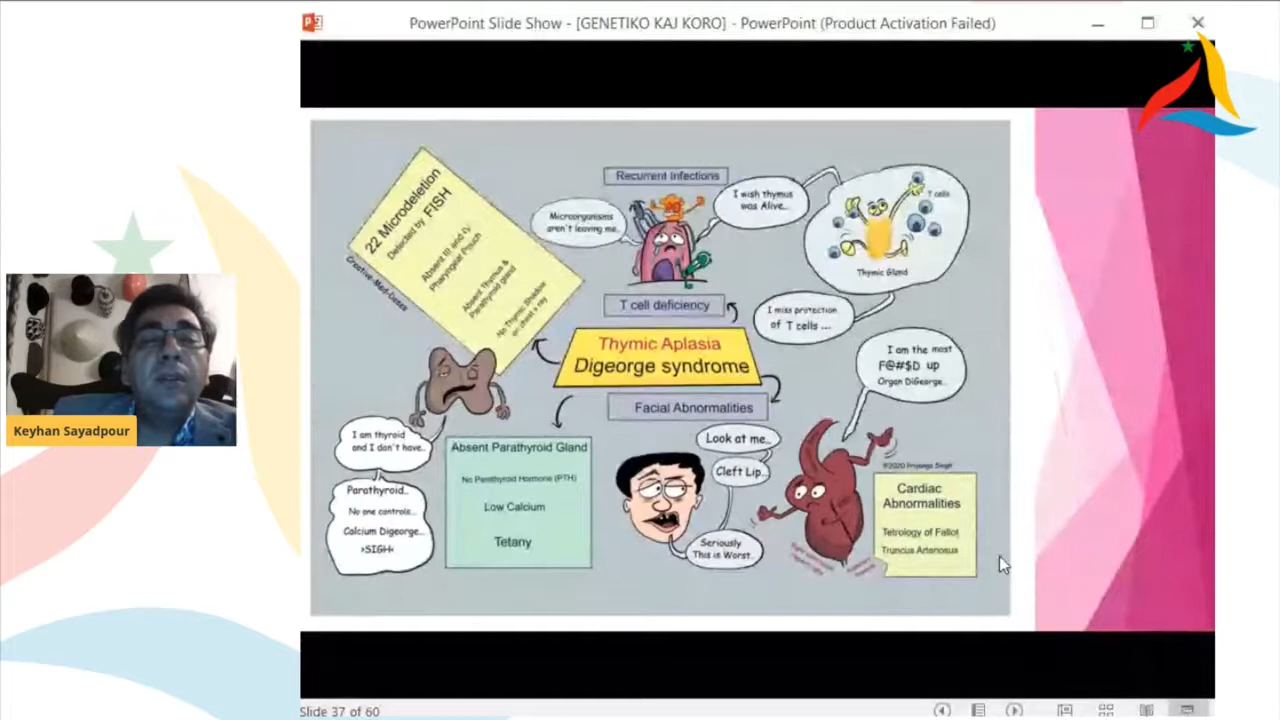 PowerPoint Slide Show - [GENETIKO KAJ KORO] - PowerPoint (Product Activation Failed)
22 Microdeletion
Detected by FISH
Absent III and IV
Pharyngeal Pouch
Absent Thymus &
Parathyroid gland
No Thymic Shadow
on chest x ray
Creative-Med-Doses
Recurrent Infections
Microorganisms
aren't leaving me..
I wish thymus
was Alive..
T cells
Thymic Gland
T cell deficiency
I miss protection
of T cells ...
Thymic Aplasia
Digeorge syndrome
I am the most
F@#$D up
Organ DiGeorge..
Facial Abnormalities
I am thyroid
and I don't have..
Parathyroid..
No one controls...
Calcium Digeorge...
>SIGH<
Absent Parathyroid Gland
No Parathyroid Hormone (PTH)
Low Calcium
Tetany
Look at me..
Cleft Lip...
Seriously
This is Worst..
©2020 Priyanga Singh
Cardiac
Abnormalities
Tetrology of Fallot
Truncus Arteriosus
Keyhan Sayadpour
Slide 37 of 60